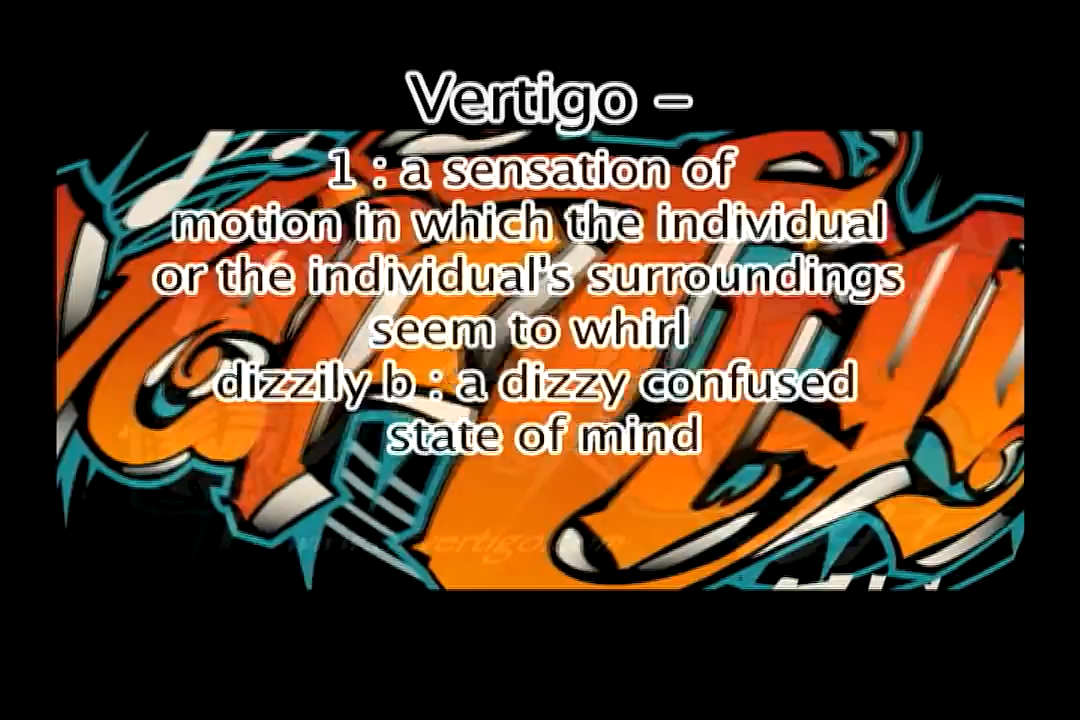 Vertigo –
1 : a sensation of
motion in which the individual
or the individual's surroundings
seem to whirl
dizzily b : a dizzy confused
state of mind